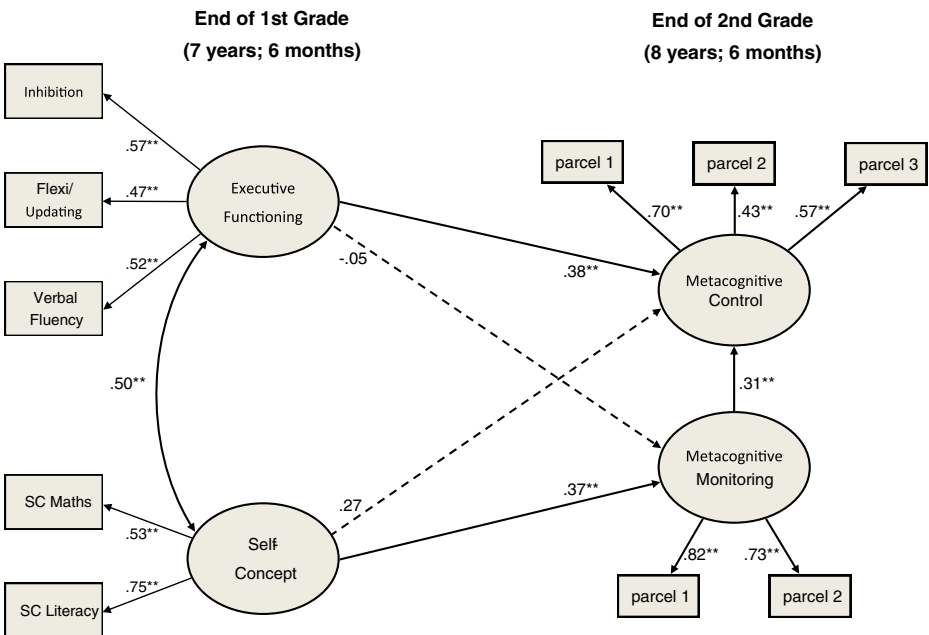 End of 1st Grade
(7 years; 6 months)
End of 2nd Grade
(8 years; 6 months)
Inhibition
.57**
Flexi/
Updating
.47**
Verbal
Fluency
.52**
Executive
Functioning
-.05
.38**
parcel 1
parcel 2
parcel 3
.70**
.43**
.57**
Metacognitive
Control
.50**
.31**
Metacognitive
Monitoring
SC Maths
.53**
SC Literacy
.75**
Self-
Concept
.27
.37**
.82**
.73**
parcel 1
parcel 2